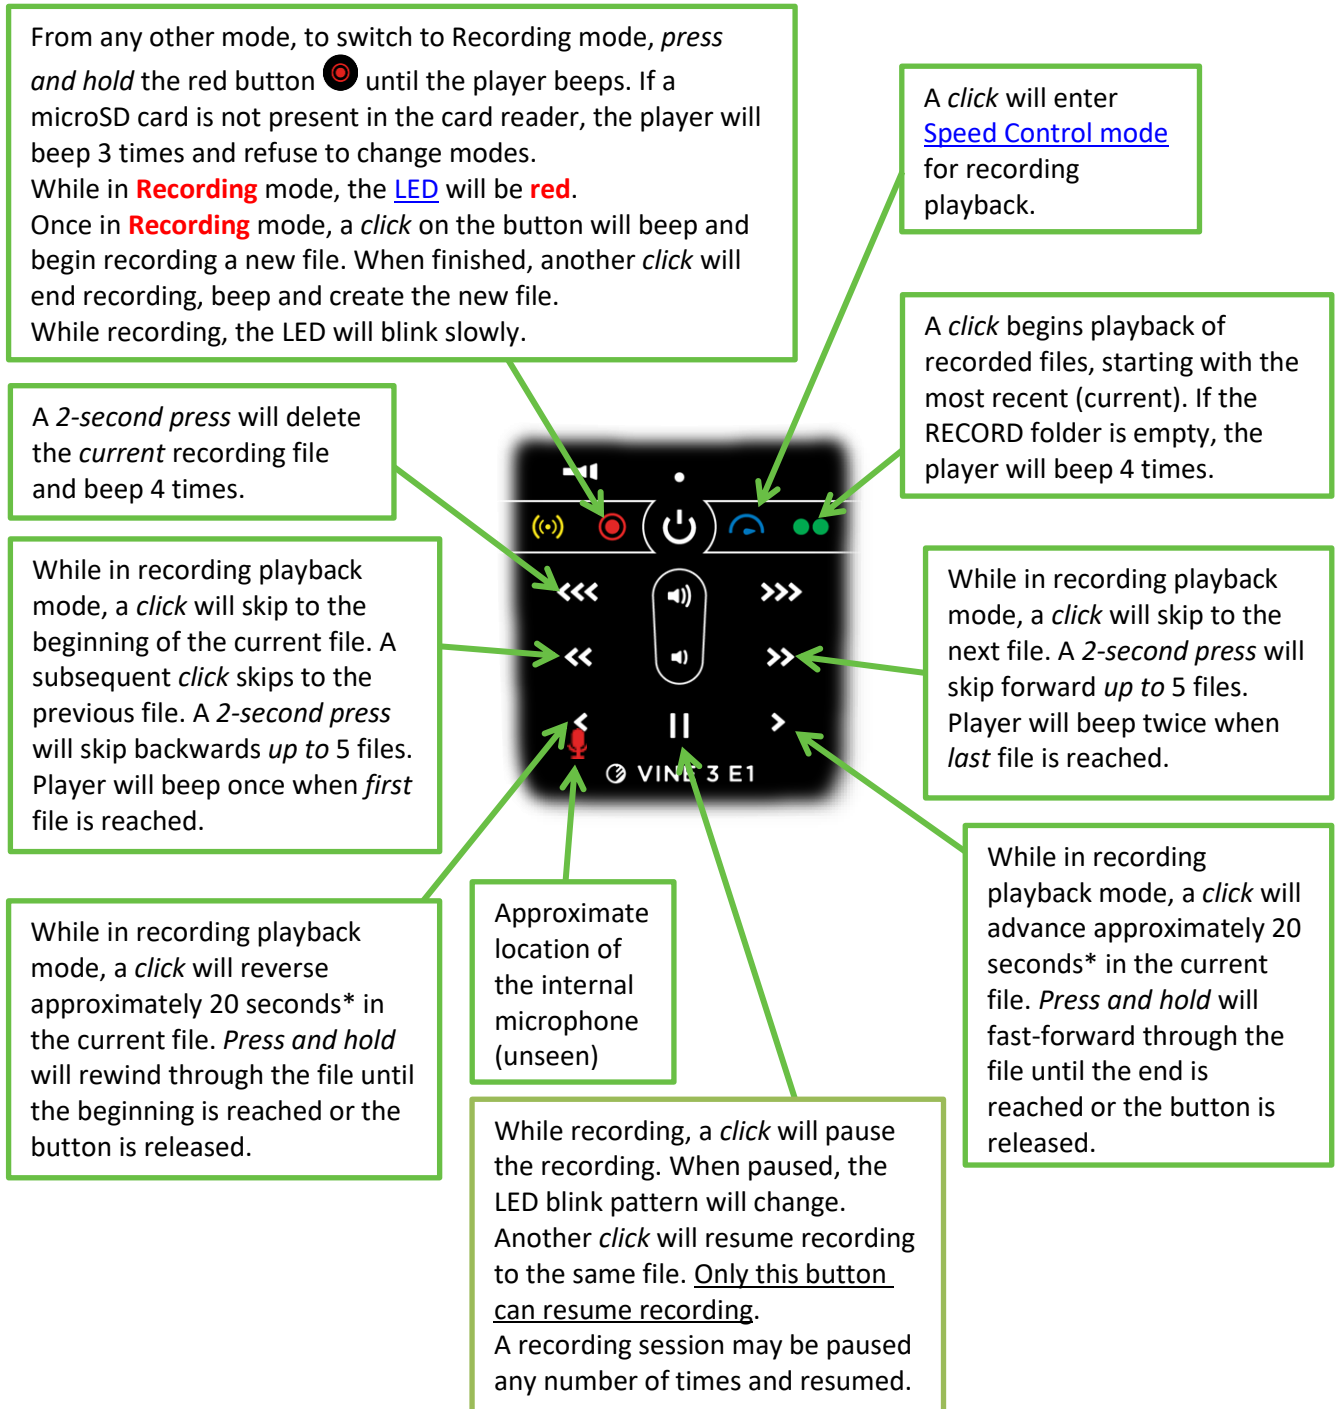 From any other mode, to switch to Recording mode, press
and hold the red button until the player beeps. If a
microSD card is not present in the card reader, the player will
beep 3 times and refuse to change modes.
While in Recording mode, the LED will be red.
Once in Recording mode, a click on the button will beep and
begin recording a new file. When finished, another click will
end recording, beep and create the new file.
While recording, the LED will blink slowly.
A click will enter
Speed Control mode
for recording
playback.
A click begins playback of
recorded files, starting with the
most recent (current). If the
RECORD folder is empty, the
player will beep 4 times.
A 2-second press will delete
the current recording file
and beep 4 times.
While in recording playback
mode, a click will skip to the
beginning of the current file. A
subsequent click skips to the
previous file. A 2-second press
will skip backwards up to 5 files.
Player will beep once when first
file is reached.
While in recording playback
mode, a click will skip to the
next file. A 2-second press will
skip forward up to 5 files.
Player will beep twice when
last file is reached.
VINE 3 E1
While in recording playback
mode, a click will reverse
approximately 20 seconds* in
the current file. Press and hold
will rewind through the file until
the beginning is reached or the
button is released.
Approximate
location of
the internal
microphone
(unseen)
While in recording
playback mode, a click will
advance approximately 20
seconds* in the current
file. Press and hold will
fast-forward through the
file until the end is
reached or the button is
released.
While recording, a click will pause
the recording. When paused, the
LED blink pattern will change.
Another click will resume recording
to the same file. Only this button
can resume recording.
A recording session may be paused
any number of times and resumed.